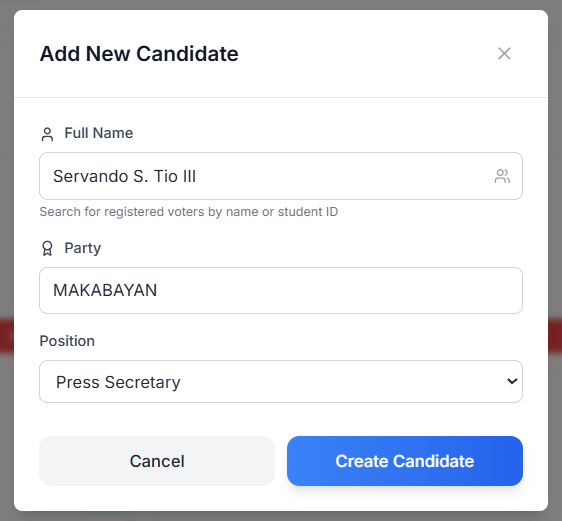 Add New Candidate
Full Name
Servando S. Tio III
Search for registered voters by name or student ID
Party
MAKABAYAN
Position
Press Secretary
Cancel
Create Candidate